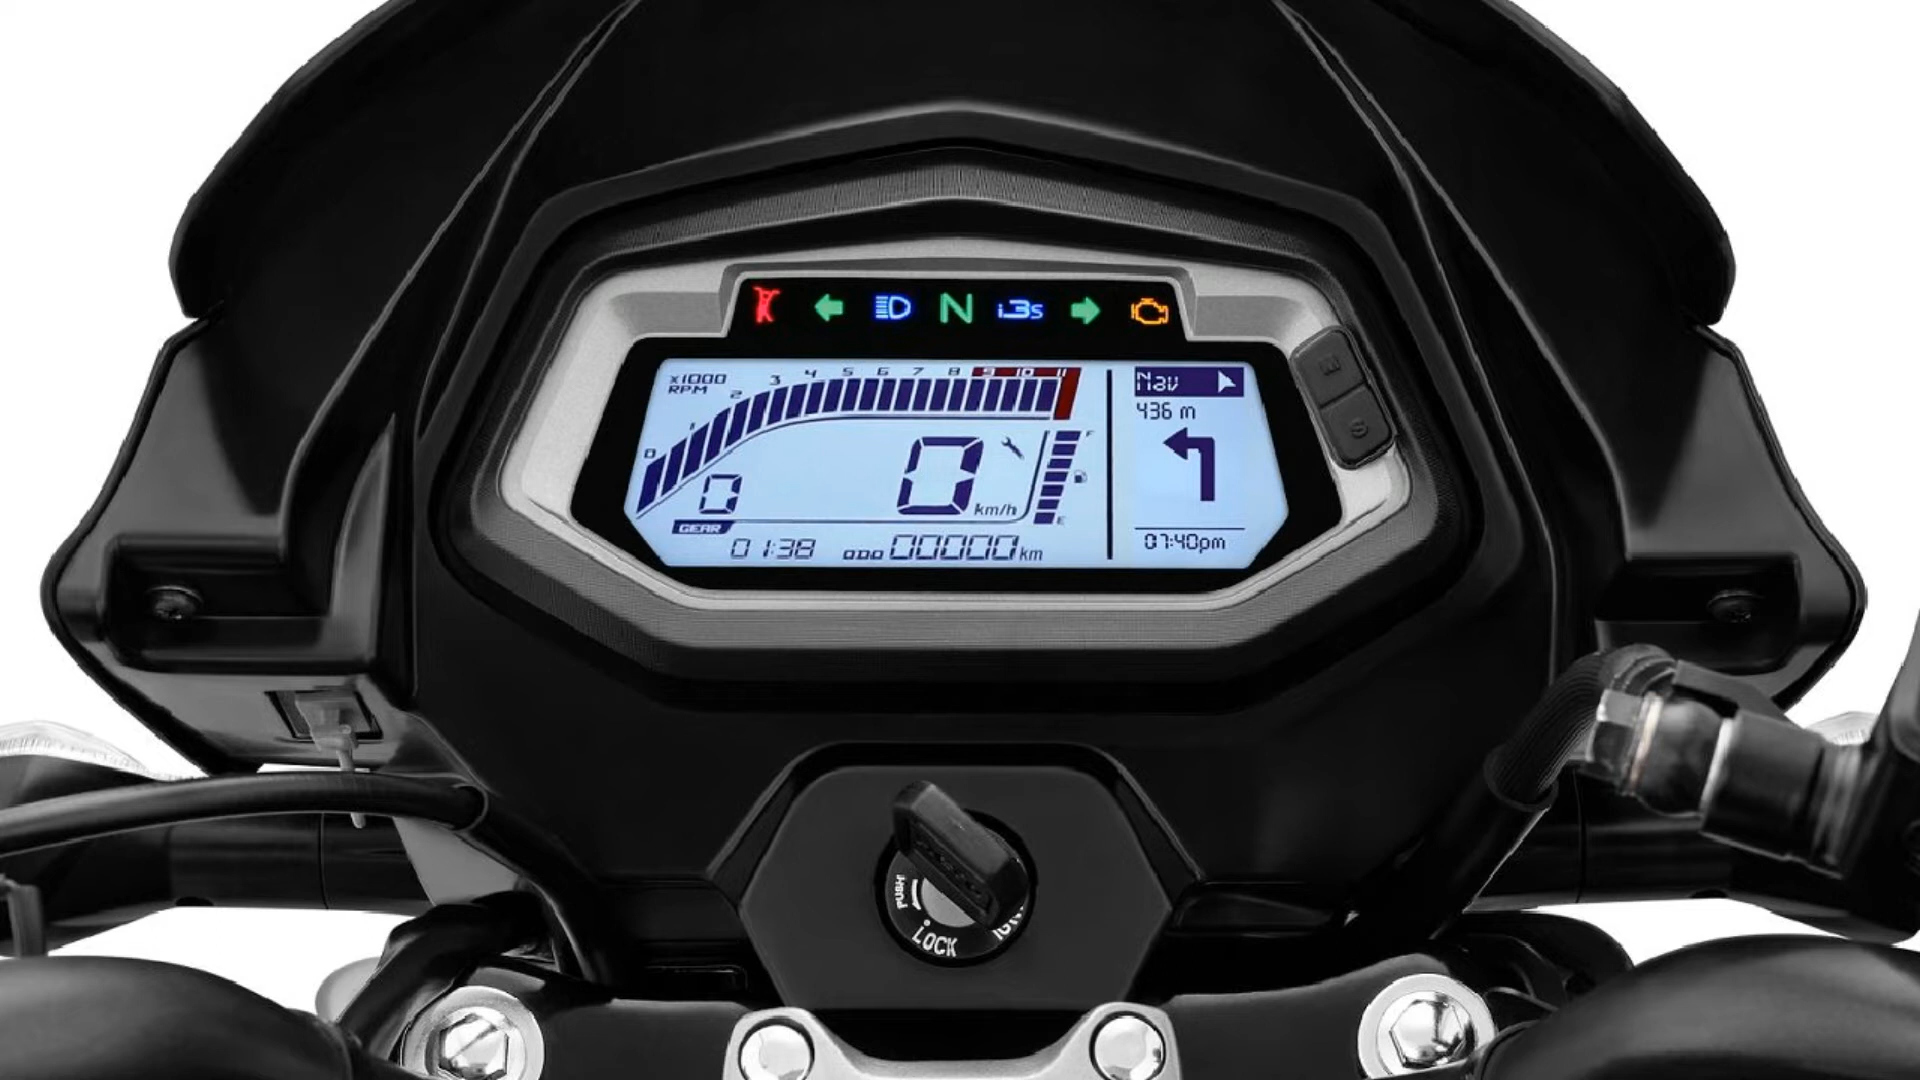 N i3s
x1000
RPM
0 1 2 3 4 5 6 7 8 9 10 11
Nav
436 m
F
0
0 km/h
E
GEAR
01:38 ODO 00000 km
07:40pm
M
S
PUSH
LOCK